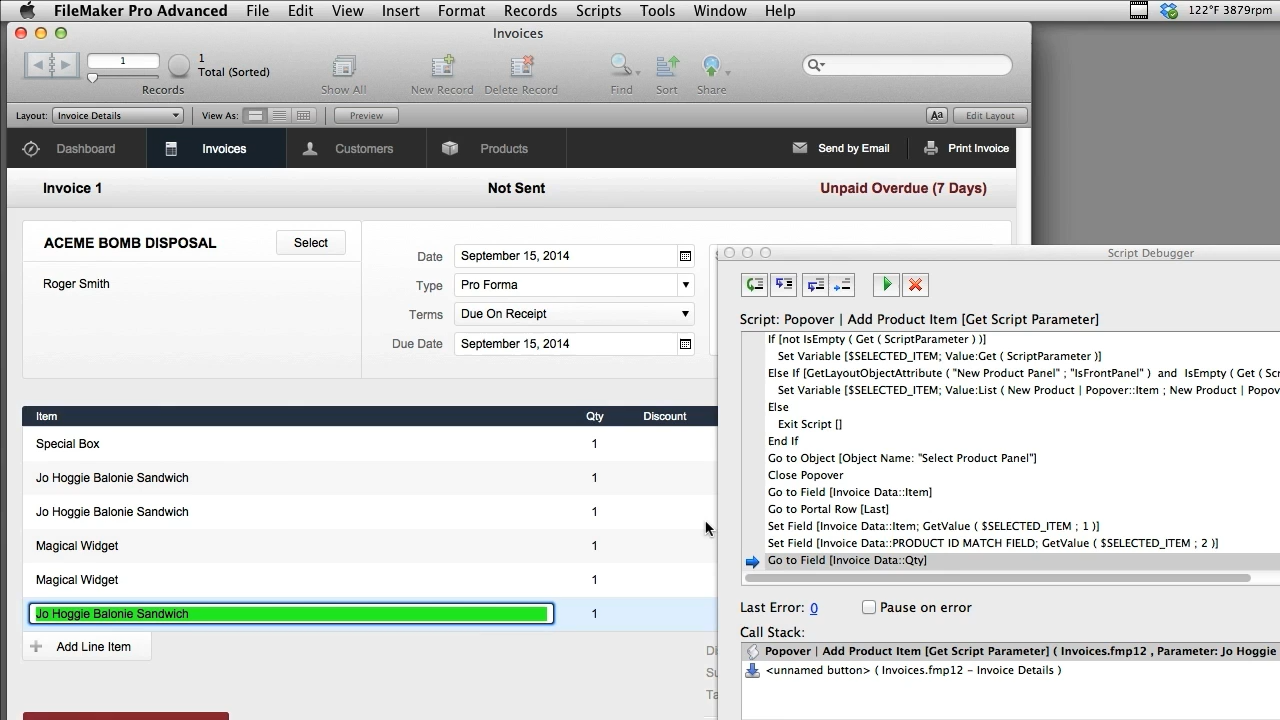 FileMaker Pro Advanced File Edit View Insert Format Records Scripts Tools Window Help 122°F 3879rpm
Invoices
1
1
Total (Sorted)
Records
Show All
New Record
Delete Record
Find
Sort
Share
Layout: Invoice Details View As: Preview Aa Edit Layout
Dashboard Invoices Customers Products Send by Email Print Invoice
Invoice 1 Not Sent Unpaid Overdue (7 Days)
ACEME BOMB DISPOSAL Select
Roger Smith
Date September 15, 2014
Type Pro Forma
Terms Due On Receipt
Due Date September 15, 2014
Item Qty Discount
Special Box 1
Jo Hoggie Balonie Sandwich 1
Jo Hoggie Balonie Sandwich 1
Magical Widget 1
Magical Widget 1
Jo Hoggie Balonie Sandwich 1
Add Line Item
Script Debugger
Script: Popover | Add Product Item [Get Script Parameter]
If [not IsEmpty ( Get ( ScriptParameter ) )]
Set Variable [$SELECTED_ITEM; Value:Get ( ScriptParameter )]
Else If [GetLayoutObjectAttribute ( "New Product Panel" ; "IsFrontPanel" ) and IsEmpty ( Get ( Sc
Set Variable [$SELECTED_ITEM; Value:List ( New Product | Popover::Item ; New Product | Popov
Else
Exit Script []
End If
Go to Object [Object Name: "Select Product Panel"]
Close Popover
Go to Field [Invoice Data::Item]
Go to Portal Row [Last]
Set Field [Invoice Data::Item; GetValue ( $SELECTED_ITEM ; 1 )]
Set Field [Invoice Data::PRODUCT ID MATCH FIELD; GetValue ( $SELECTED_ITEM ; 2 )]
Go to Field [Invoice Data::Qty]
Last Error: 0 Pause on error
Call Stack:
Popover | Add Product Item [Get Script Parameter] ( Invoices.fmp12 , Parameter: Jo Hoggie
<unnamed button> ( Invoices.fmp12 - Invoice Details )